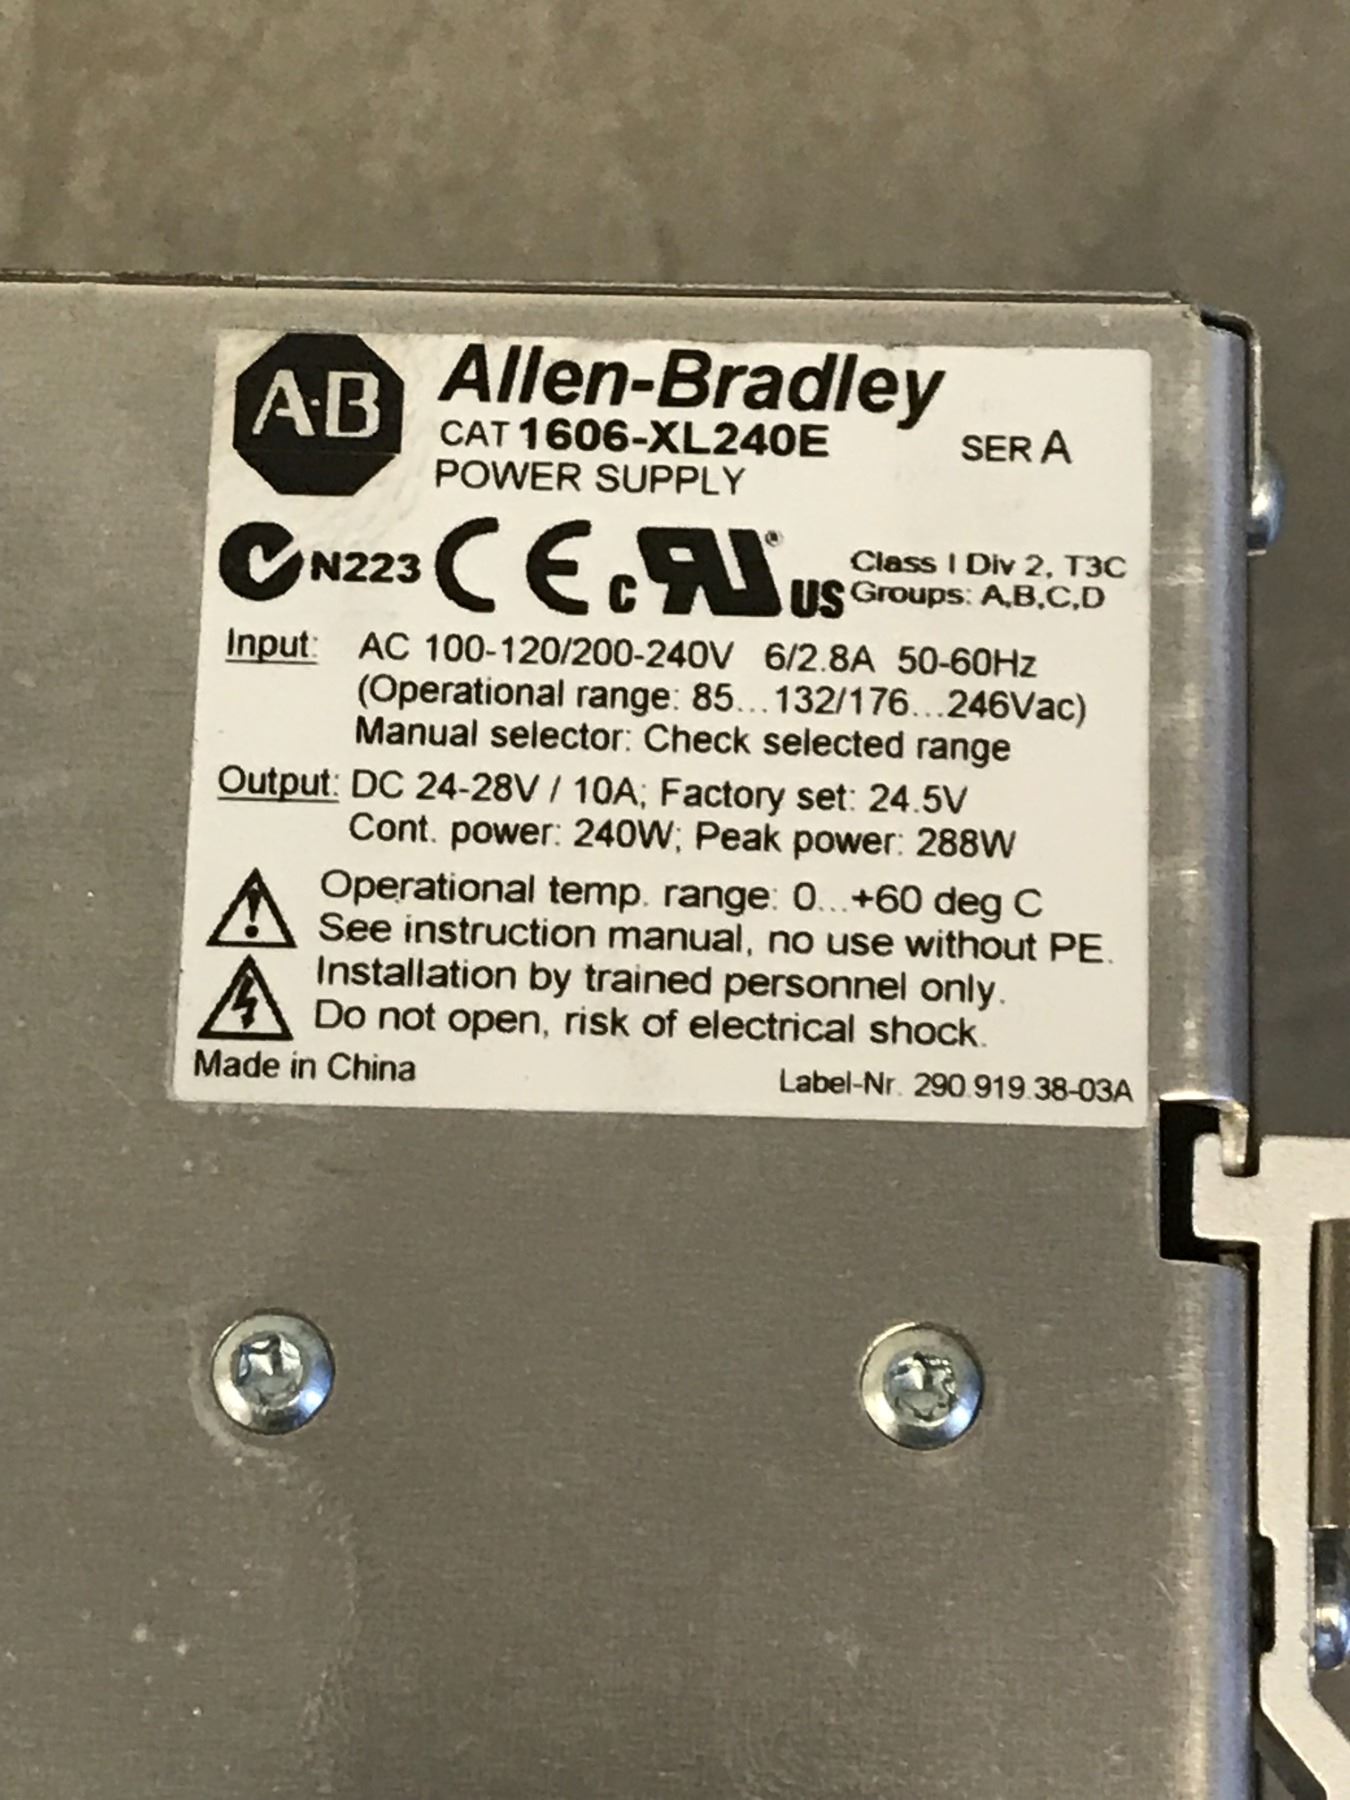 A·B Allen-Bradley
CAT 1606-XL240E SER A
POWER SUPPLY
N223 CE c RU ® US Class I Div 2, T3C
Groups: A,B,C,D
Input: AC 100-120/200-240V 6/2.8A 50-60Hz
(Operational range: 85...132/176...246Vac)
Manual selector: Check selected range
Output: DC 24-28V / 10A; Factory set: 24.5V
Cont. power: 240W; Peak power: 288W
Operational temp. range: 0...+60 deg C
See instruction manual, no use without PE.
Installation by trained personnel only.
Do not open, risk of electrical shock.
Made in China Label-Nr. 290.919.38-03A